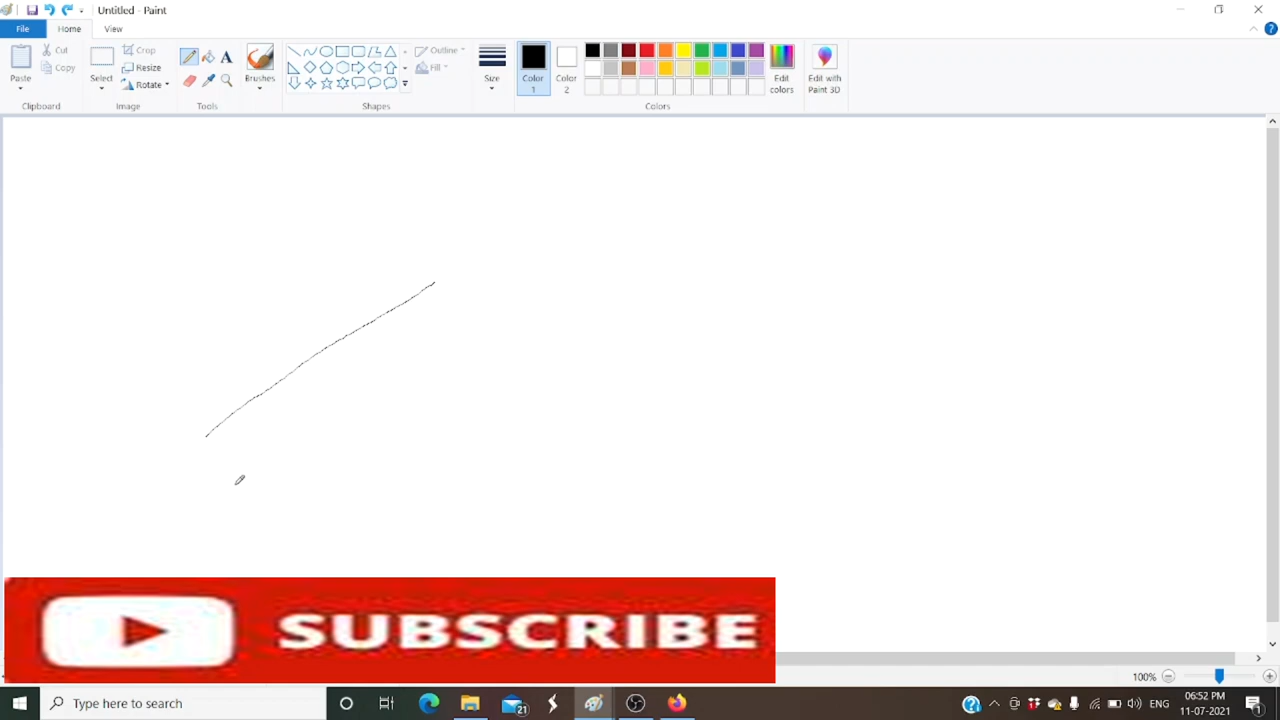 Untitled - Paint
File
Home
View
Paste
Cut
Copy
Clipboard
Select
Crop
Resize
Rotate
Image
A
Tools
Brushes
Outline
Fill
Shapes
Size
Color 1
Color 2
Edit colors
Colors
Edit with Paint 3D
SUBSCRIBE
100%
Type here to search
21
ENG
06:52 PM
11-07-2021
1